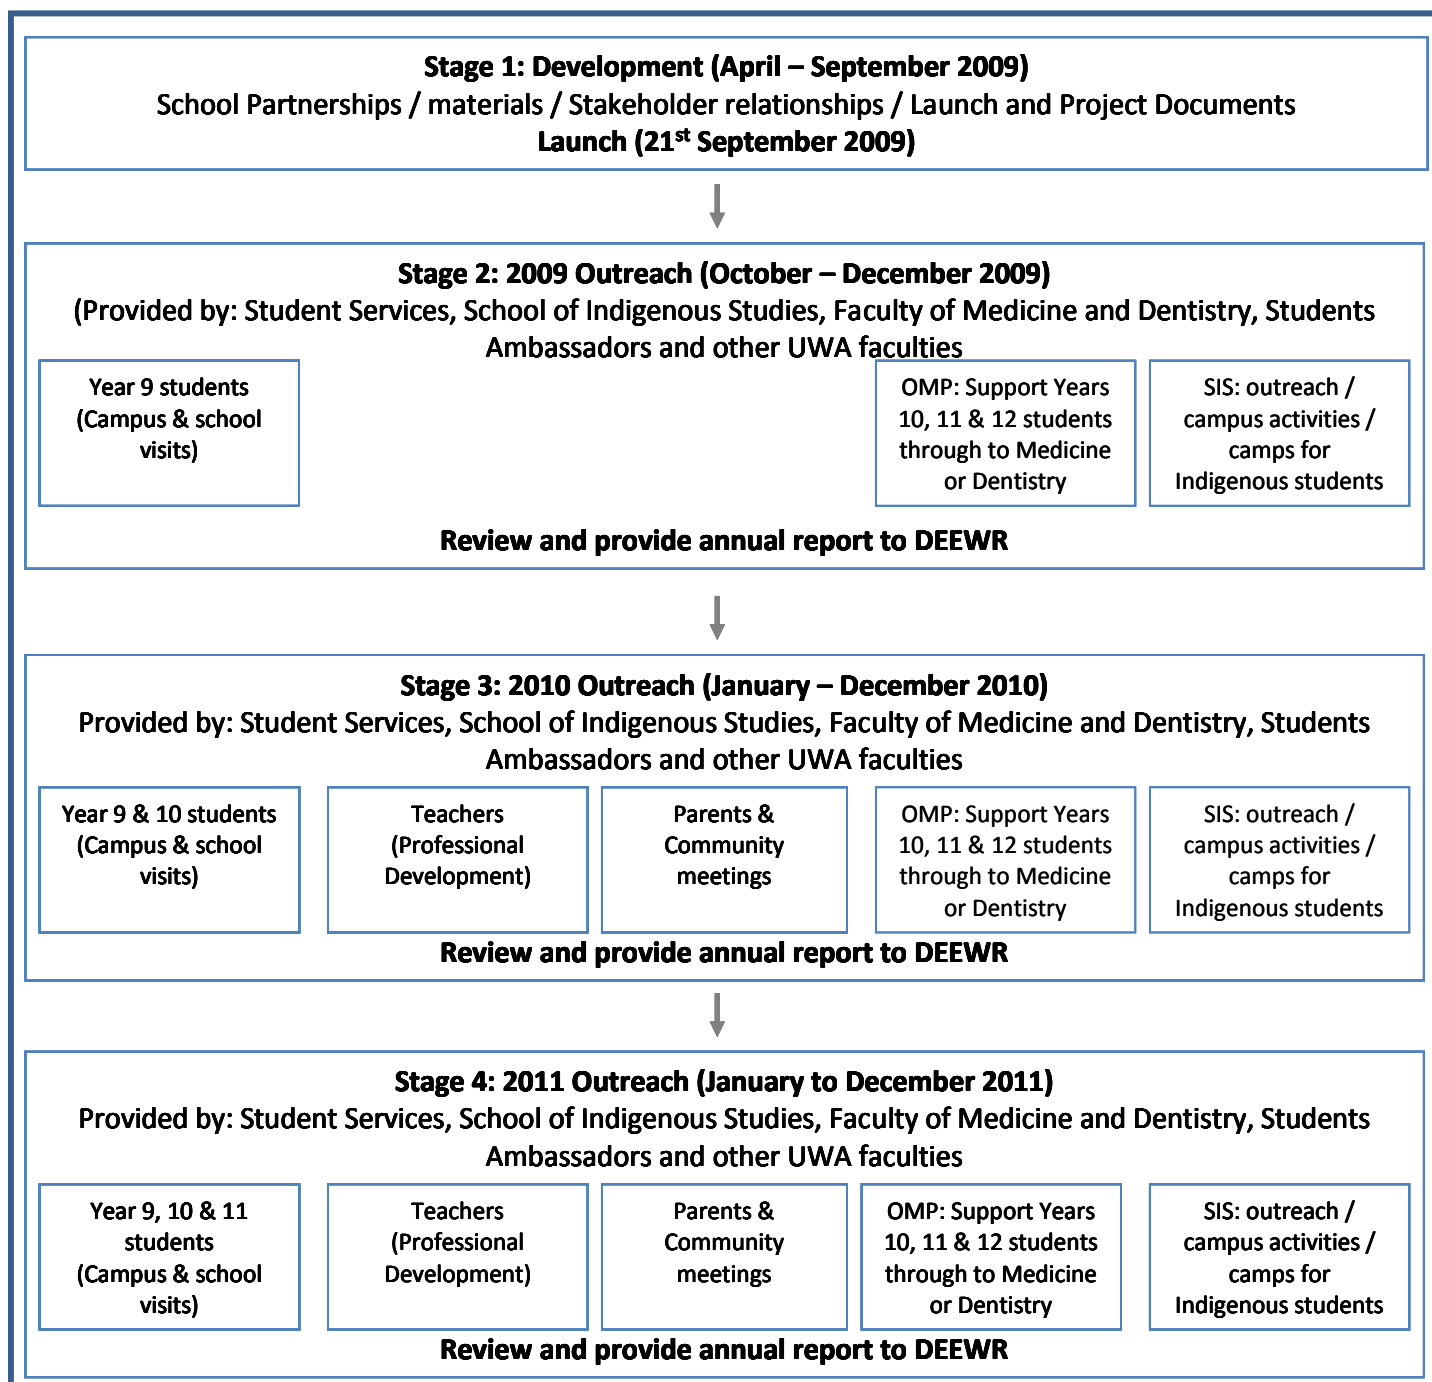 Stage 1: Development (April – September 2009)
School Partnerships / materials / Stakeholder relationships / Launch and Project Documents
Launch (21st September 2009)
Stage 2: 2009 Outreach (October – December 2009)
(Provided by: Student Services, School of Indigenous Studies, Faculty of Medicine and Dentistry, Students
Ambassadors and other UWA faculties
Year 9 students
(Campus & school
visits)
OMP: Support Years
10, 11 & 12 students
through to Medicine
or Dentistry
SIS: outreach /
campus activities /
camps for
Indigenous students
Review and provide annual report to DEEWR
Stage 3: 2010 Outreach (January – December 2010)
Provided by: Student Services, School of Indigenous Studies, Faculty of Medicine and Dentistry, Students
Ambassadors and other UWA faculties
Year 9 & 10 students
(Campus & school
visits)
Teachers
(Professional
Development)
Parents &
Community
meetings
OMP: Support Years
10, 11 & 12 students
through to Medicine
or Dentistry
SIS: outreach /
campus activities /
camps for
Indigenous students
Review and provide annual report to DEEWR
Stage 4: 2011 Outreach (January to December 2011)
Provided by: Student Services, School of Indigenous Studies, Faculty of Medicine and Dentistry, Students
Ambassadors and other UWA faculties
Year 9, 10 & 11
students
(Campus & school
visits)
Teachers
(Professional
Development)
Parents &
Community
meetings
OMP: Support Years
10, 11 & 12 students
through to Medicine
or Dentistry
SIS: outreach /
campus activities /
camps for
Indigenous students
Review and provide annual report to DEEWR